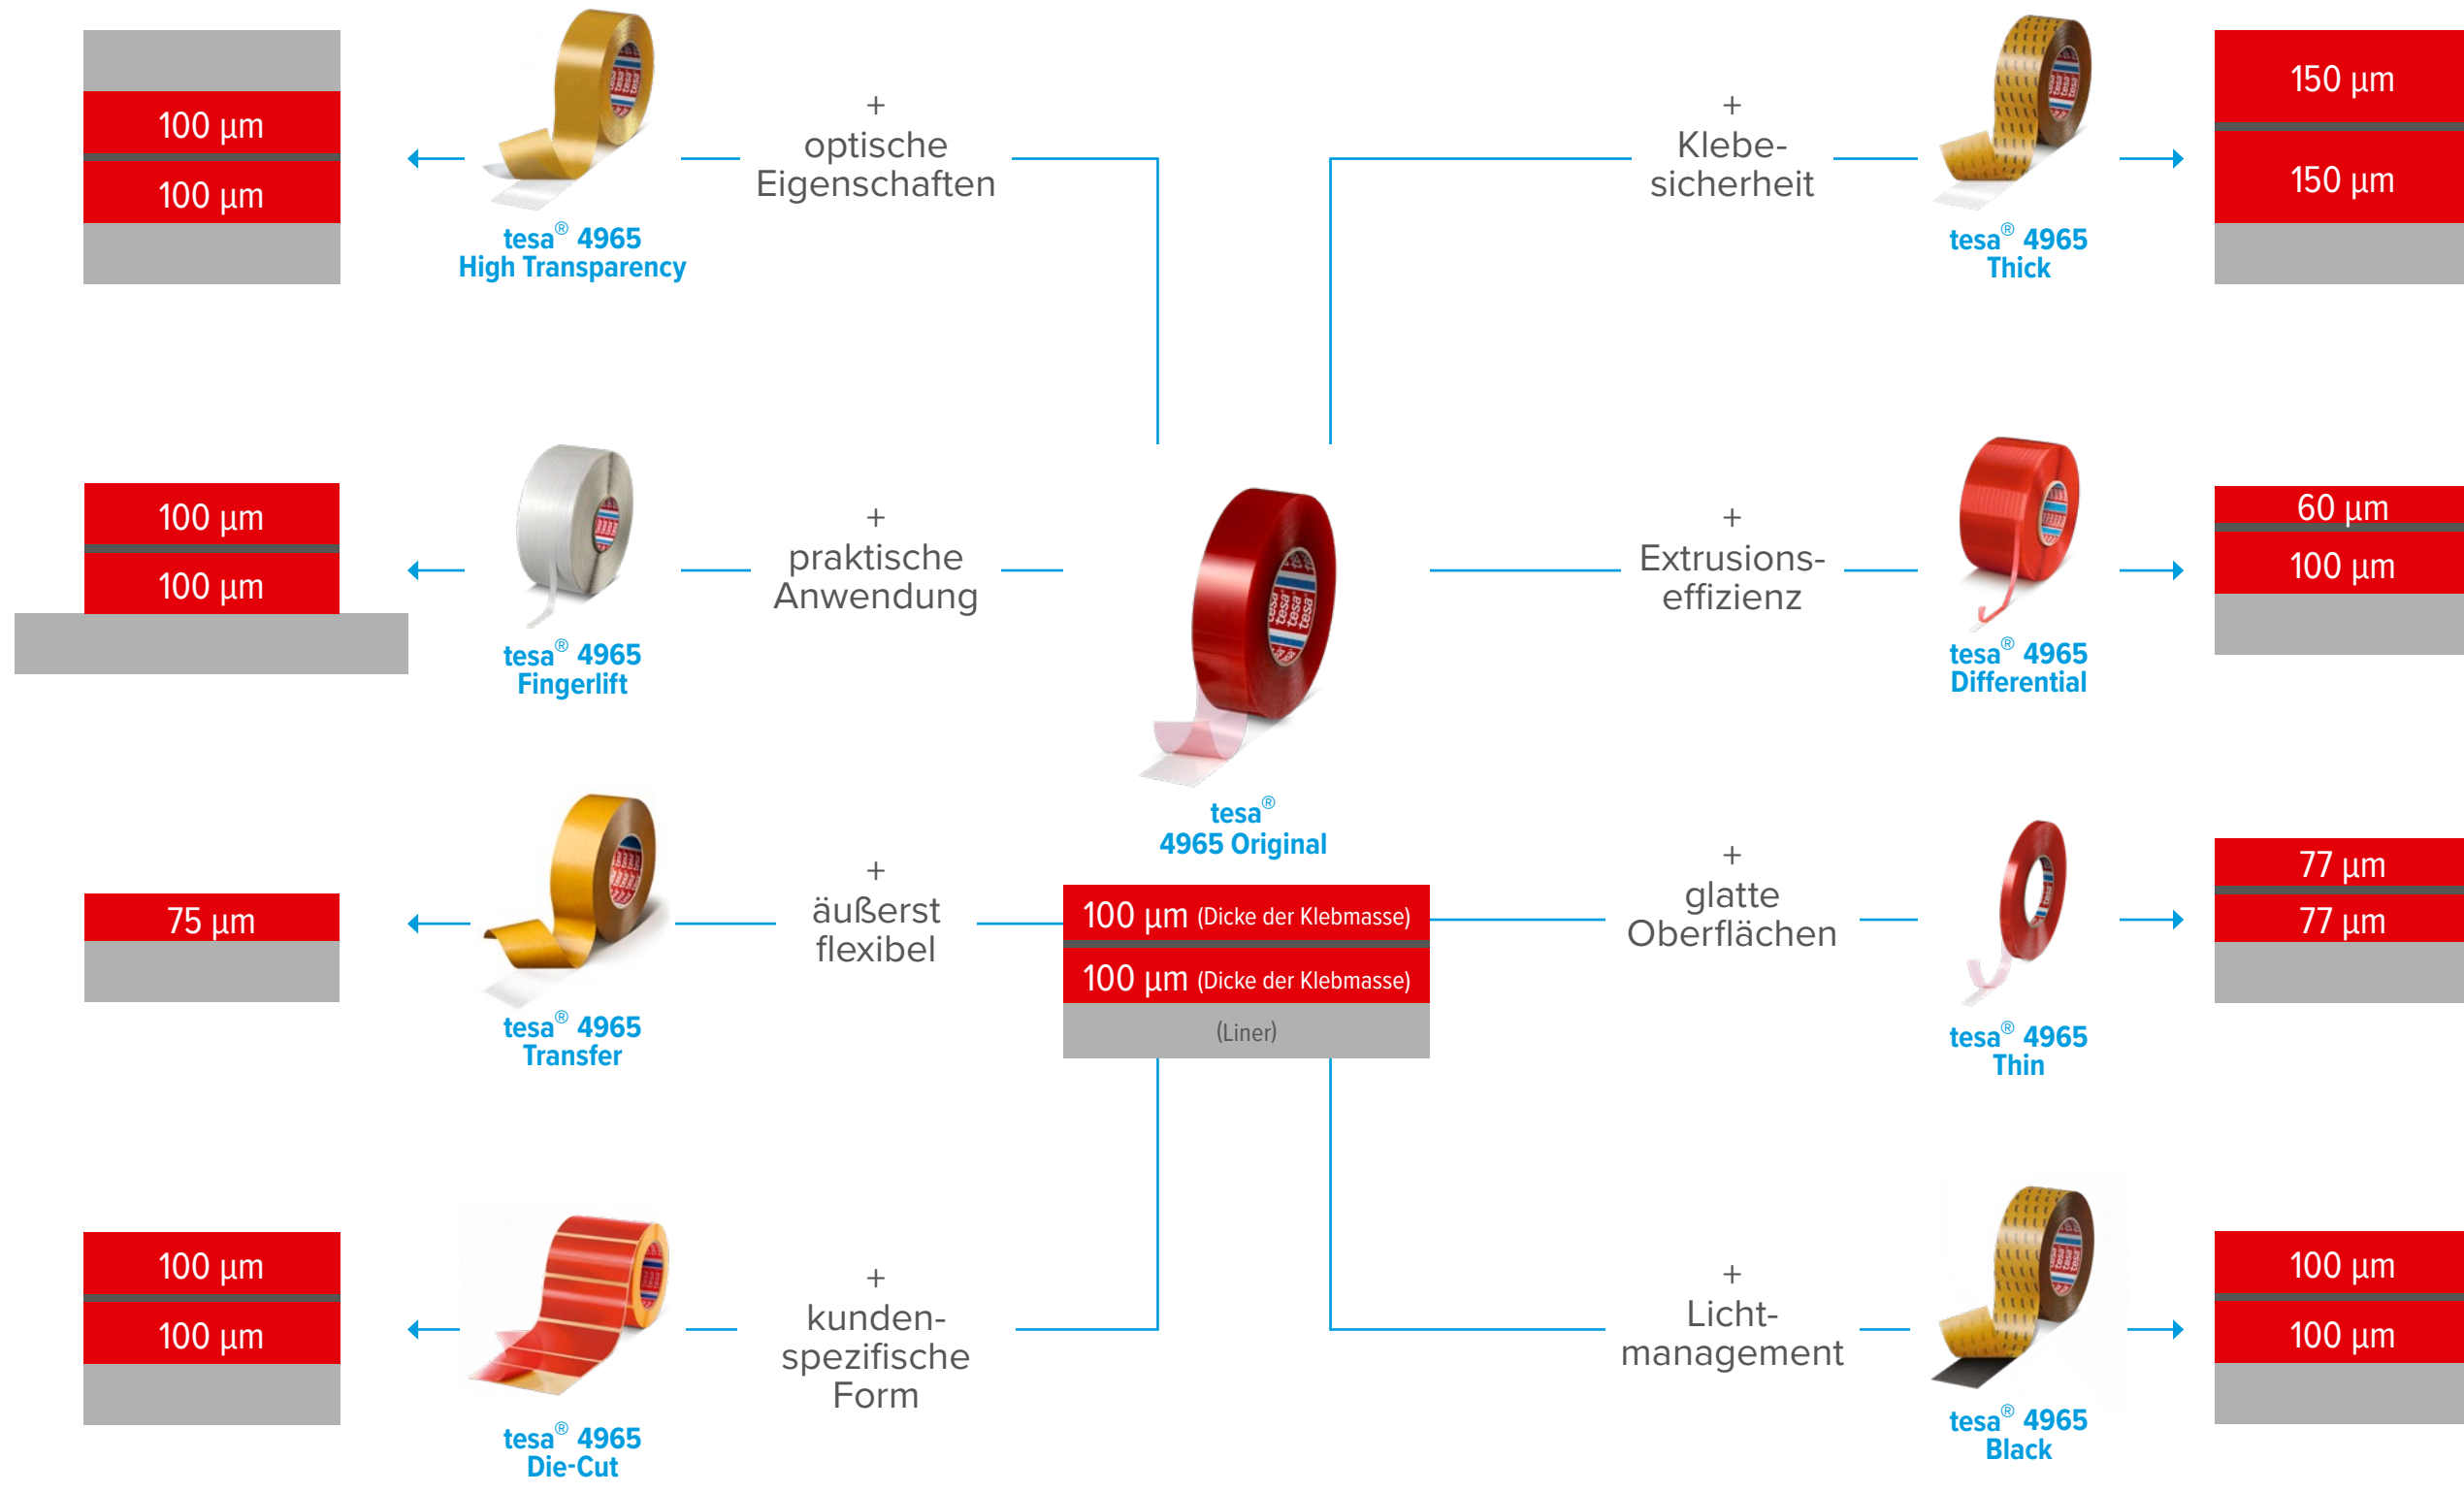 100 µm
100 µm
tesa® 4965
High Transparency
+
optische
Eigenschaften
+
Klebe-
sicherheit
tesa® 4965
Thick
150 µm
150 µm
100 µm
100 µm
tesa® 4965
Fingerlift
+
praktische
Anwendung
+
Extrusions-
effizienz
tesa® 4965
Differential
60 µm
100 µm
tesa®
4965 Original
75 µm
tesa® 4965
Transfer
+
äußerst
flexibel
100 µm (Dicke der Klebmasse)
100 µm (Dicke der Klebmasse)
(Liner)
+
glatte
Oberflächen
tesa® 4965
Thin
77 µm
77 µm
100 µm
100 µm
tesa® 4965
Die-Cut
+
kunden-
spezifische
Form
+
Licht-
management
tesa® 4965
Black
100 µm
100 µm